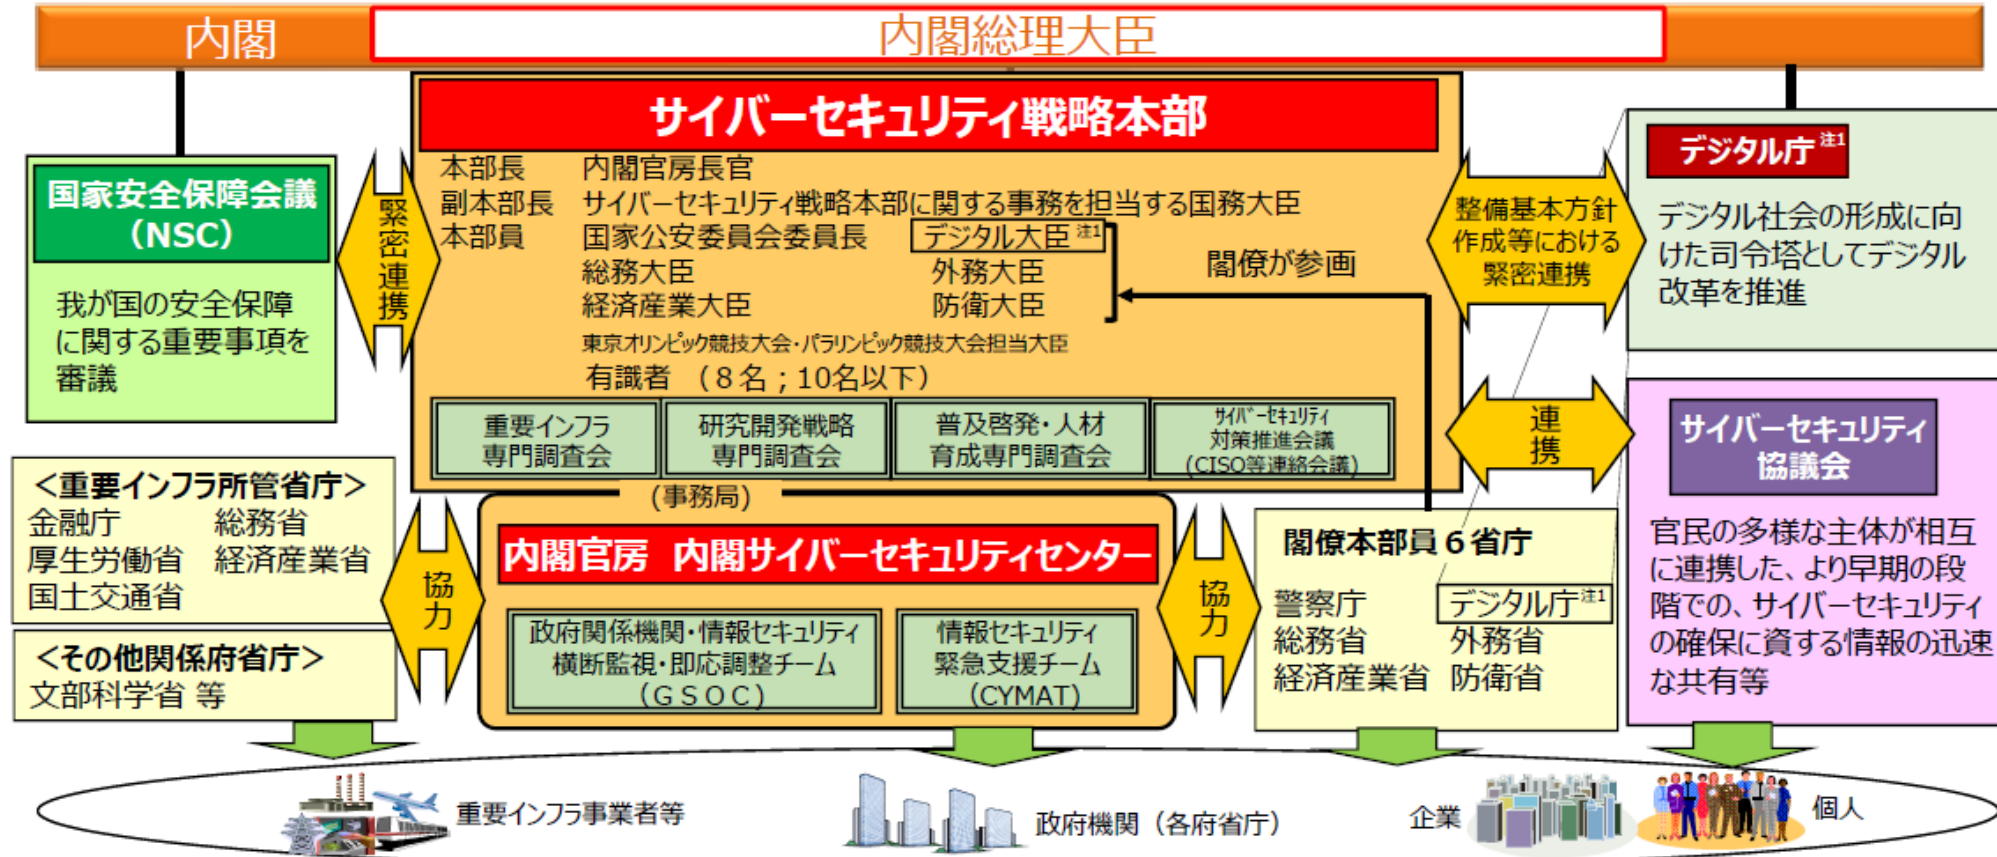 内閣
内閣総理大臣
サイバーセキュリティ戦略本部
本部長 内閣官房長官
副本部長 サイバーセキュリティ戦略本部に関する事務を担当する国務大臣
本部員 国家公安委員会委員長 デジタル大臣 注1
総務大臣 外務大臣
経済産業大臣 防衛大臣
東京オリンピック競技大会・パラリンピック競技大会担当大臣
有識者 (8名;10名以下)
閣僚が参画
重要インフラ
専門調査会
研究開発戦略
専門調査会
普及啓発・人材
育成専門調査会
サイバーセキュリティ
対策推進会議
(CISO等連絡会議)
国家安全保障会議
(NSC)
我が国の安全保障
に関する重要事項を
審議
緊密連携
整備基本方針
作成等における
緊密連携
デジタル庁 注1
デジタル社会の形成に向
けた司令塔としてデジタル
改革を推進
連携
サイバーセキュリティ
協議会
官民の多様な主体が相互
に連携した、より早期の段
階での、サイバーセキュリティ
の確保に資する情報の迅速
な共有等
<重要インフラ所管省庁>
金融庁 総務省
厚生労働省 経済産業省
国土交通省
<その他関係府省庁>
文部科学省 等
協力
(事務局)
内閣官房 内閣サイバーセキュリティセンター
政府関係機関・情報セキュリティ
横断監視・即応調整チーム
(GSOC)
情報セキュリティ
緊急支援チーム
(CYMAT)
協力
閣僚本部員6省庁
警察庁 デジタル庁 注1
総務省 外務省
経済産業省 防衛省
重要インフラ事業者等
政府機関(各府省庁)
企業
個人